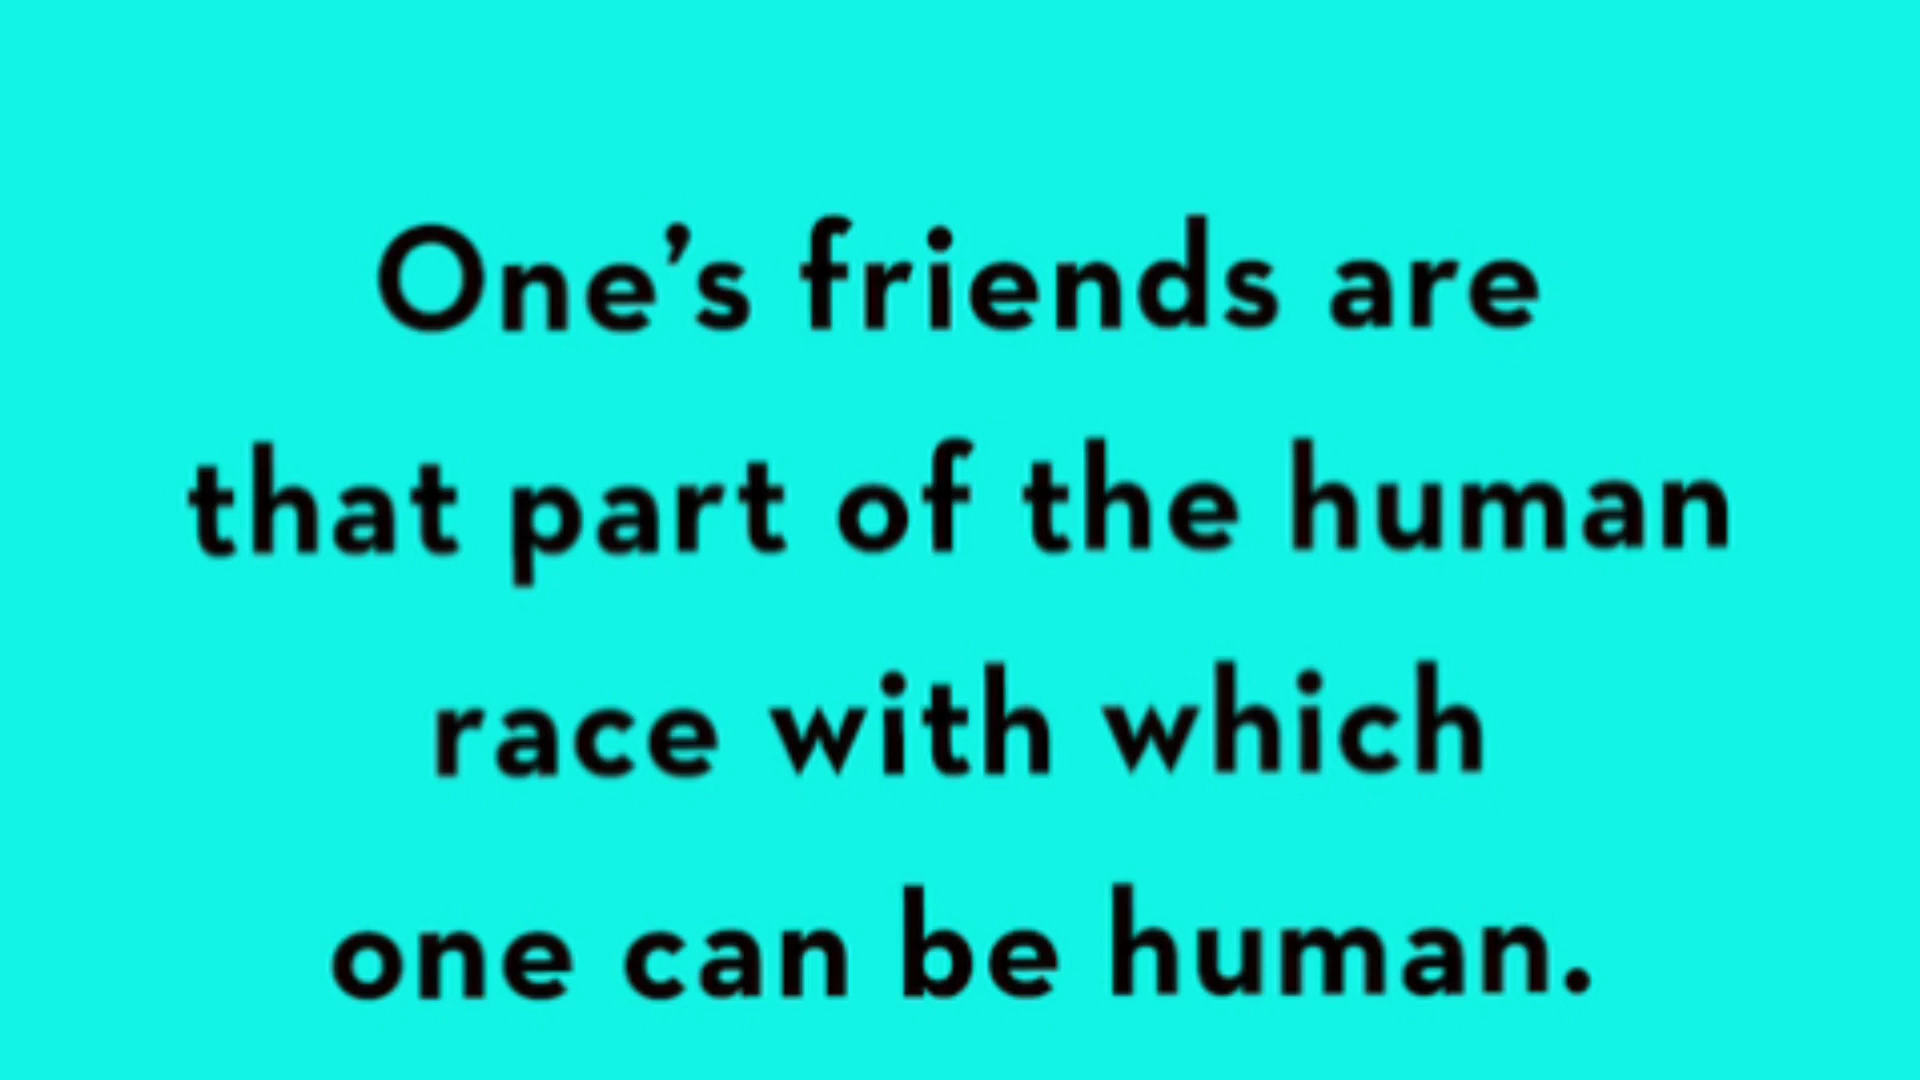 One’s friends are
that part of the human
race with which
one can be human.